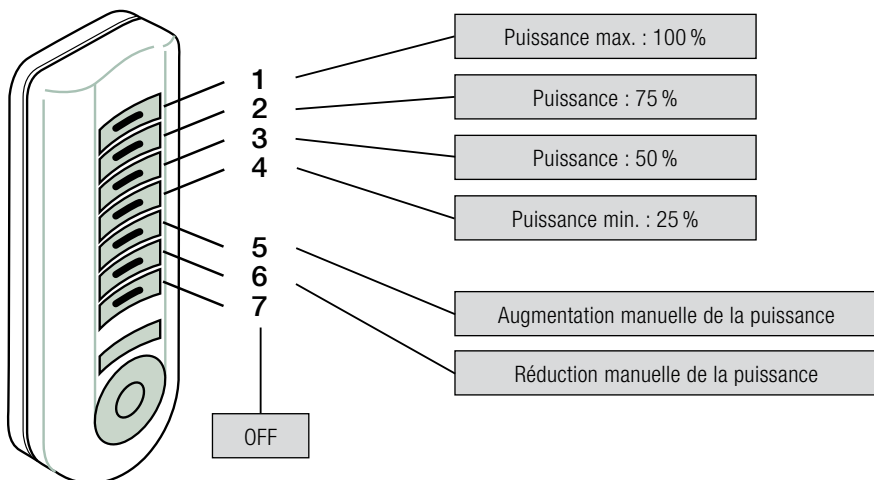 1
Puissance max. : 100 %
2
Puissance : 75 %
3
Puissance : 50 %
4
Puissance min. : 25 %
5
Augmentation manuelle de la puissance
6
Réduction manuelle de la puissance
7
OFF